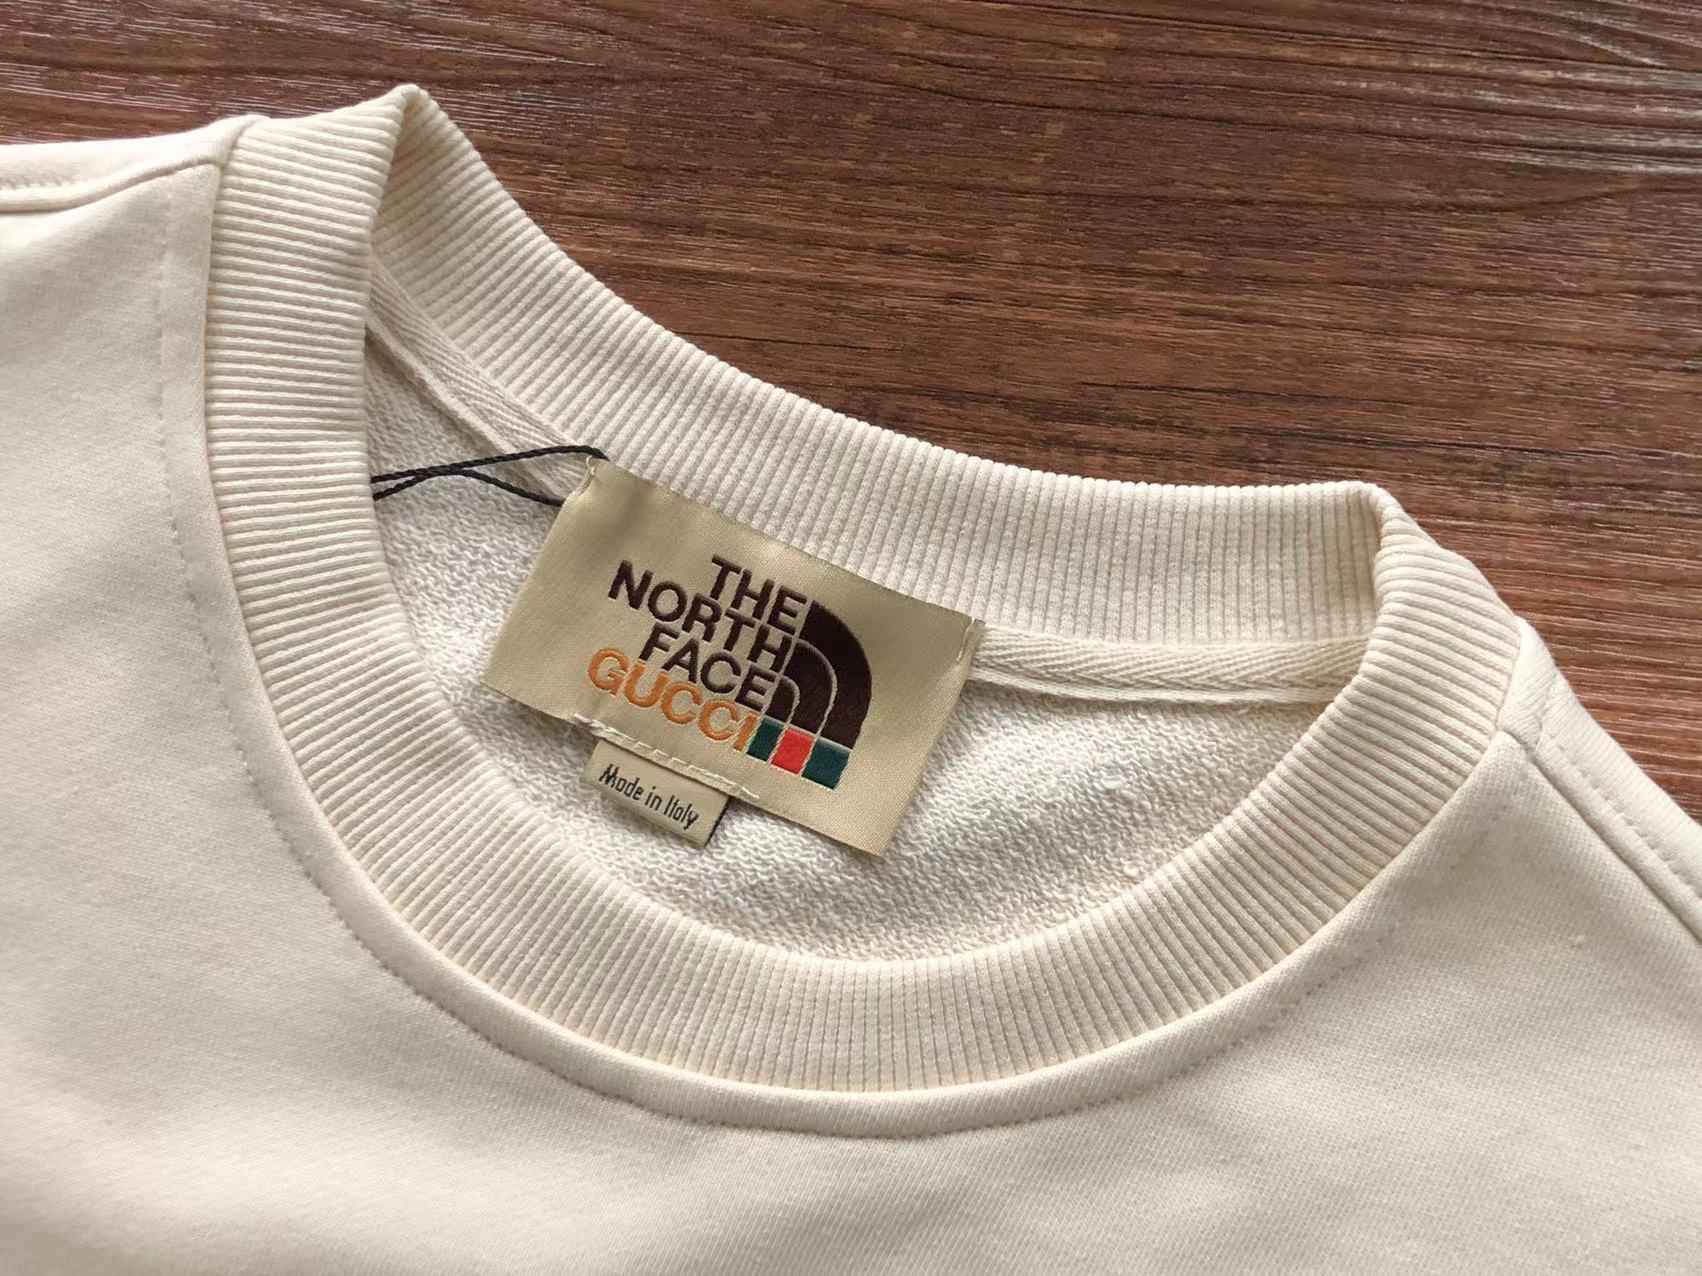 THE
NORTH
FACE
GUCCI
Made in Italy